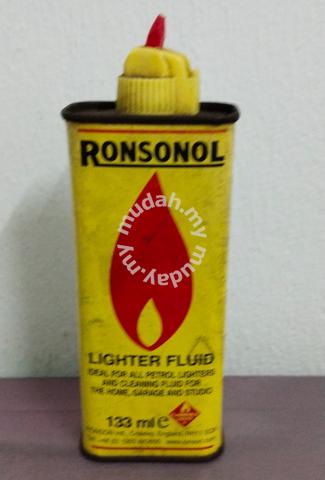 RONSONOL
mudah.my
mudah.my
LIGHTER FLUID
IDEAL FOR ALL PETROL LIGHTERS
AND CLEANING FLUID FOR
THE HOME, GARAGE AND STUDIO
133 ml e